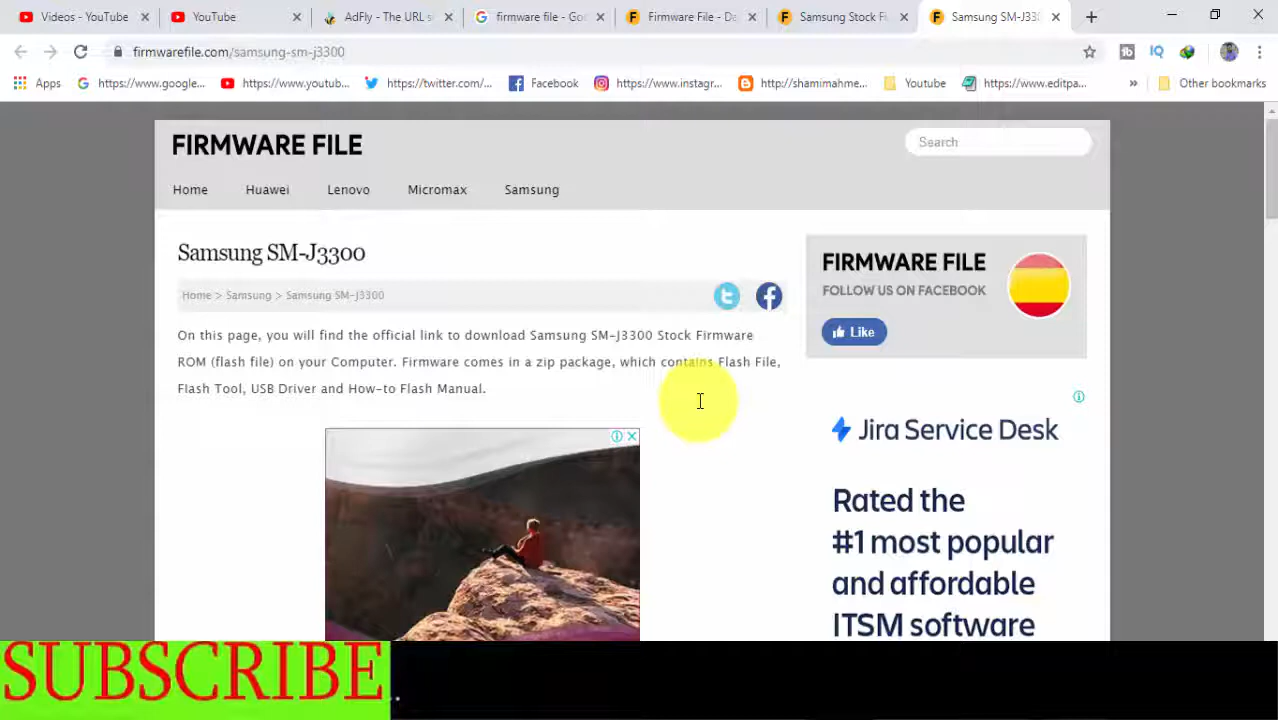 Videos - YouTube
YouTube
AdFly - The URL s
firmware file - Goo
Firmware File - Da
Samsung Stock Fi
Samsung SM-J330
firmwarefile.com/samsung-sm-j3300
Apps
https://www.google...
https://www.youtub...
https://twitter.com/...
Facebook
https://www.instagr...
http://shamimahme...
Youtube
https://www.editpa...
Other bookmarks
FIRMWARE FILE
Search
Home
Huawei
Lenovo
Micromax
Samsung
Samsung SM-J3300
Home > Samsung > Samsung SM-J3300
On this page, you will find the official link to download Samsung SM-J3300 Stock Firmware
ROM (flash file) on your Computer. Firmware comes in a zip package, which contains Flash File,
Flash Tool, USB Driver and How-to Flash Manual.
FIRMWARE FILE
FOLLOW US ON FACEBOOK
Like
Jira Service Desk
Rated the
#1 most popular
and affordable
ITSM software
SUBSCRIBE..